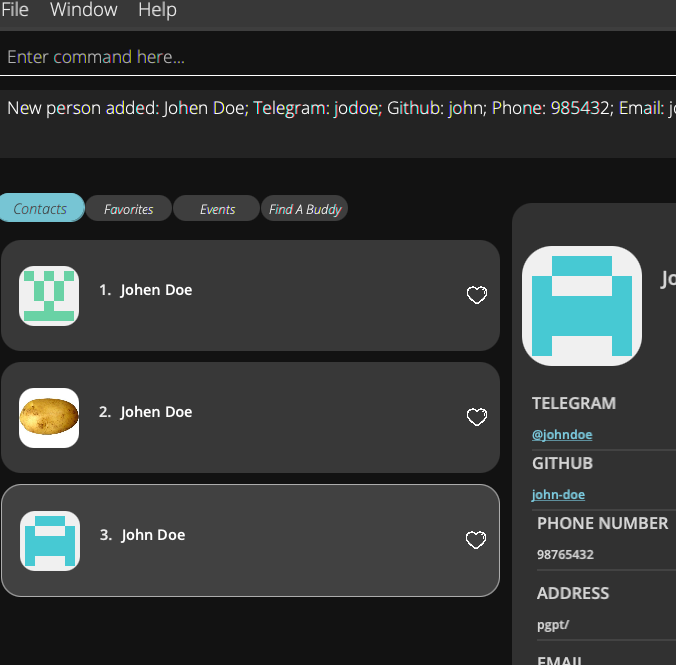 File Window Help
Enter command here...
New person added: Johen Doe; Telegram: jodoe; Github: john; Phone: 985432; Email: jo
Contacts Favorites Events Find A Buddy
1. Johen Doe
2. Johen Doe
3. John Doe
Jo
TELEGRAM
@johndoe
GITHUB
john-doe
PHONE NUMBER
98765432
ADDRESS
pgpt/
EMAIL